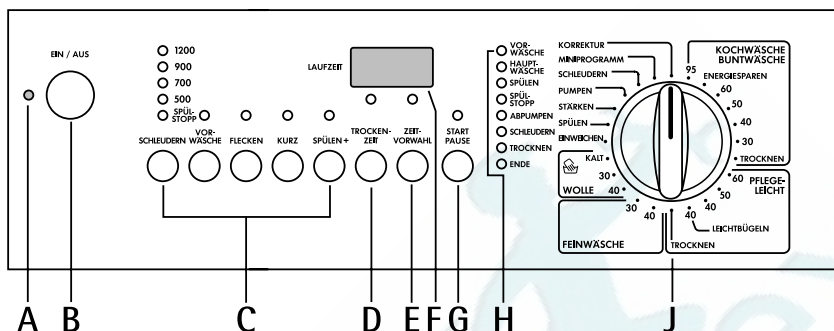 EIN / AUS
1200
900
700
500
SPÜL-
STOPP
SCHLEUDERN
VOR-
WÄSCHE
FLECKEN
KURZ
SPÜLEN +
LAUFZEIT
TROCKEN-
ZEIT
ZEIT-
VORWAHL
START
PAUSE
VOR-
WÄSCHE
HAUPT-
WÄSCHE
SPÜLEN
SPÜL-
STOPP
ABPUMPEN
SCHLEUDERN
TROCKNEN
ENDE
KORREKTUR
MINIPROGRAMM
SCHLEUDERN
PUMPEN
STÄRKEN
SPÜLEN
EINWEICHEN
KALT
30
40
WOLLE
30
40
FEINWÄSCHE
KOCHWÄSCHE
BUNTWÄSCHE
95
ENERGIESPAREN
60
50
40
30
TROCKNEN
60
50
40
40
PFLEGE-
LEICHT
LEICHTBÜGELN
TROCKNEN
A B C D E F G H J